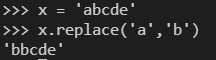 >>> x = 'abcde'
>>> x.replace('a','b')
'bbcde'